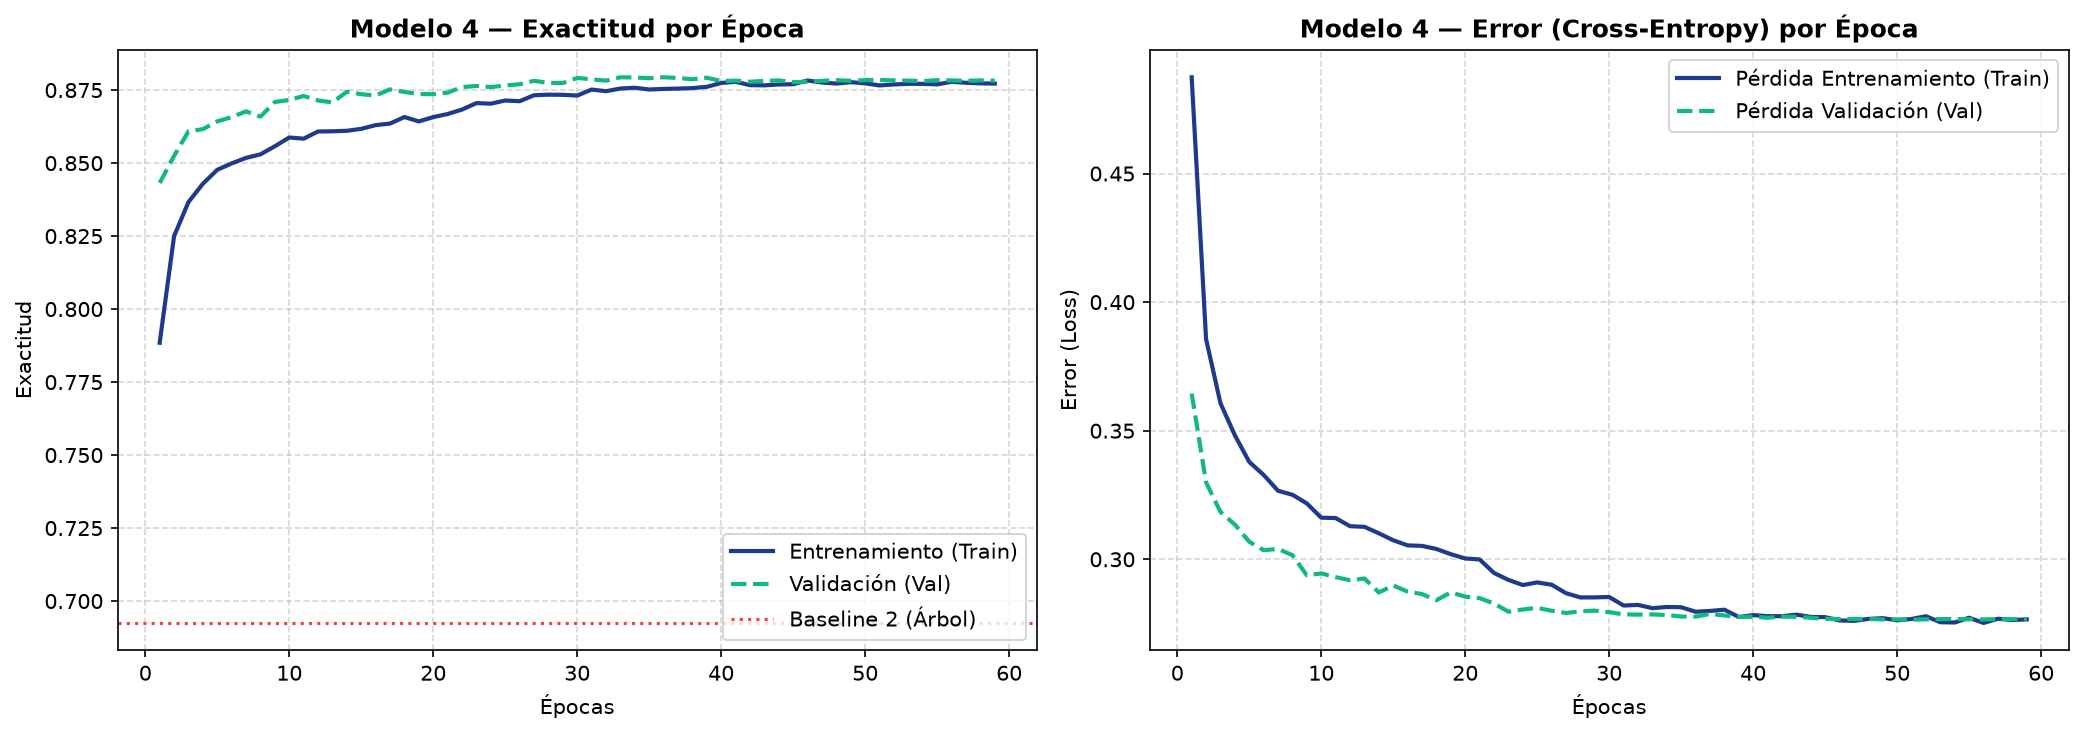 Modelo 4 — Exactitud por Época
Exactitud
0.875
0.850
0.825
0.800
0.775
0.750
0.725
0.700
Entrenamiento (Train)
Validación (Val)
Baseline 2 (Árbol)
0 10 20 30 40 50 60
Épocas
Modelo 4 — Error (Cross-Entropy) por Época
Error (Loss)
Pérdida Entrenamiento (Train)
Pérdida Validación (Val)
0.45
0.40
0.35
0.30
0 10 20 30 40 50 60
Épocas